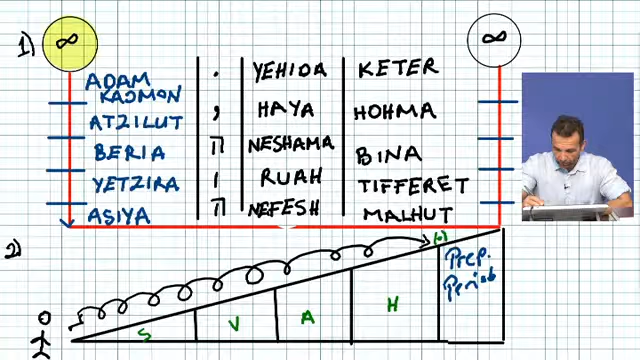 1)
∞
∞
ADAM KADMON
·
YEHIDA
KETER
ATZILUT
,
HAYA
HOHMA
BERIA
ח
NESHAMA
BINA
YETZIRA
ו
RUAH
TIFFERET
ASIYA
ח
NEFESH
MALHUT
2)
(·)
Prep.
Period
S
V
A
H